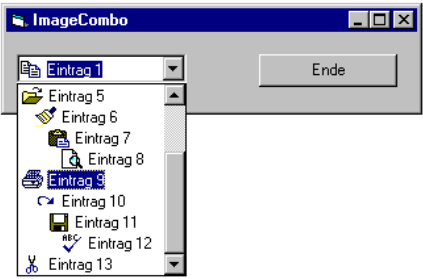 ImageCombo
Eintrag 1
Ende
Eintrag 5
Eintrag 6
Eintrag 7
Eintrag 8
Eintrag 9
Eintrag 10
Eintrag 11
ABC
Eintrag 12
Eintrag 13